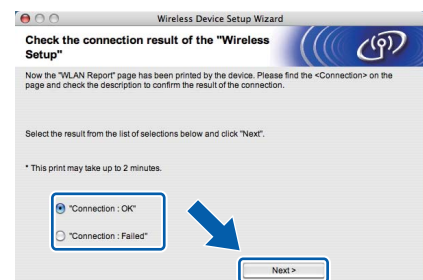 Wireless Device Setup Wizard
Check the connection result of the "Wireless
Setup"
Now the "WLAN Report" page has been printed by the device. Please find the <Connection> on the
page and check the description to confirm the result of the connection.
Select the result from the list of selections below and click "Next".
* This print may take up to 2 minutes.
"Connection : OK"
"Connection : Failed"
Next >